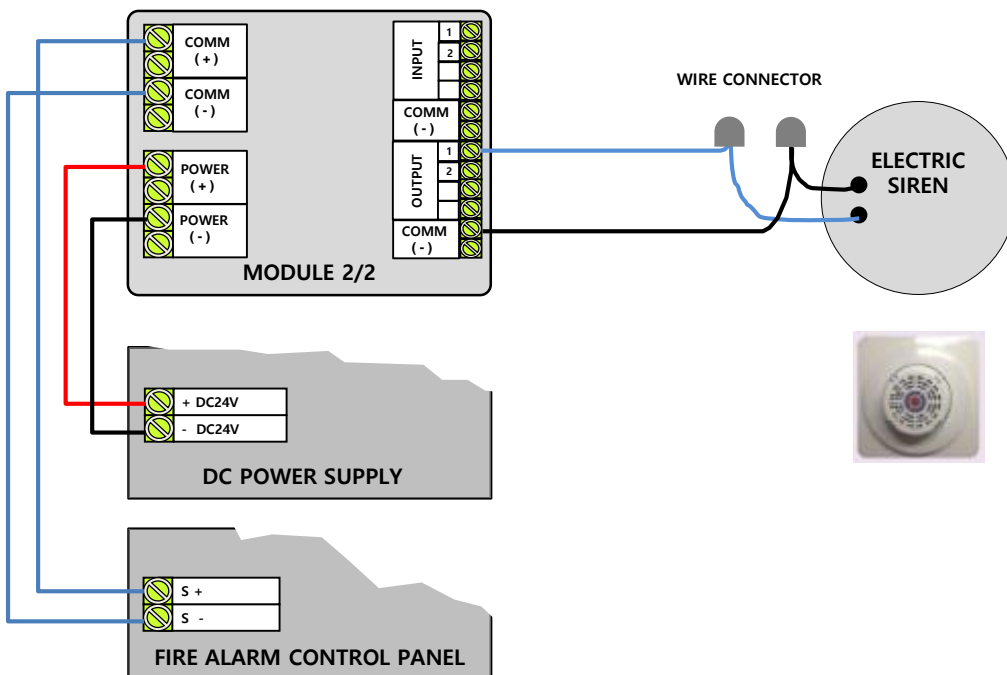 COMM
( + )
COMM
( - )
POWER
( + )
POWER
( - )
INPUT
1
2
COMM
( - )
OUTPUT
1
2
COMM
( - )
MODULE 2/2
WIRE CONNECTOR
ELECTRIC
SIREN
+ DC24V
- DC24V
DC POWER SUPPLY
S +
S -
FIRE ALARM CONTROL PANEL